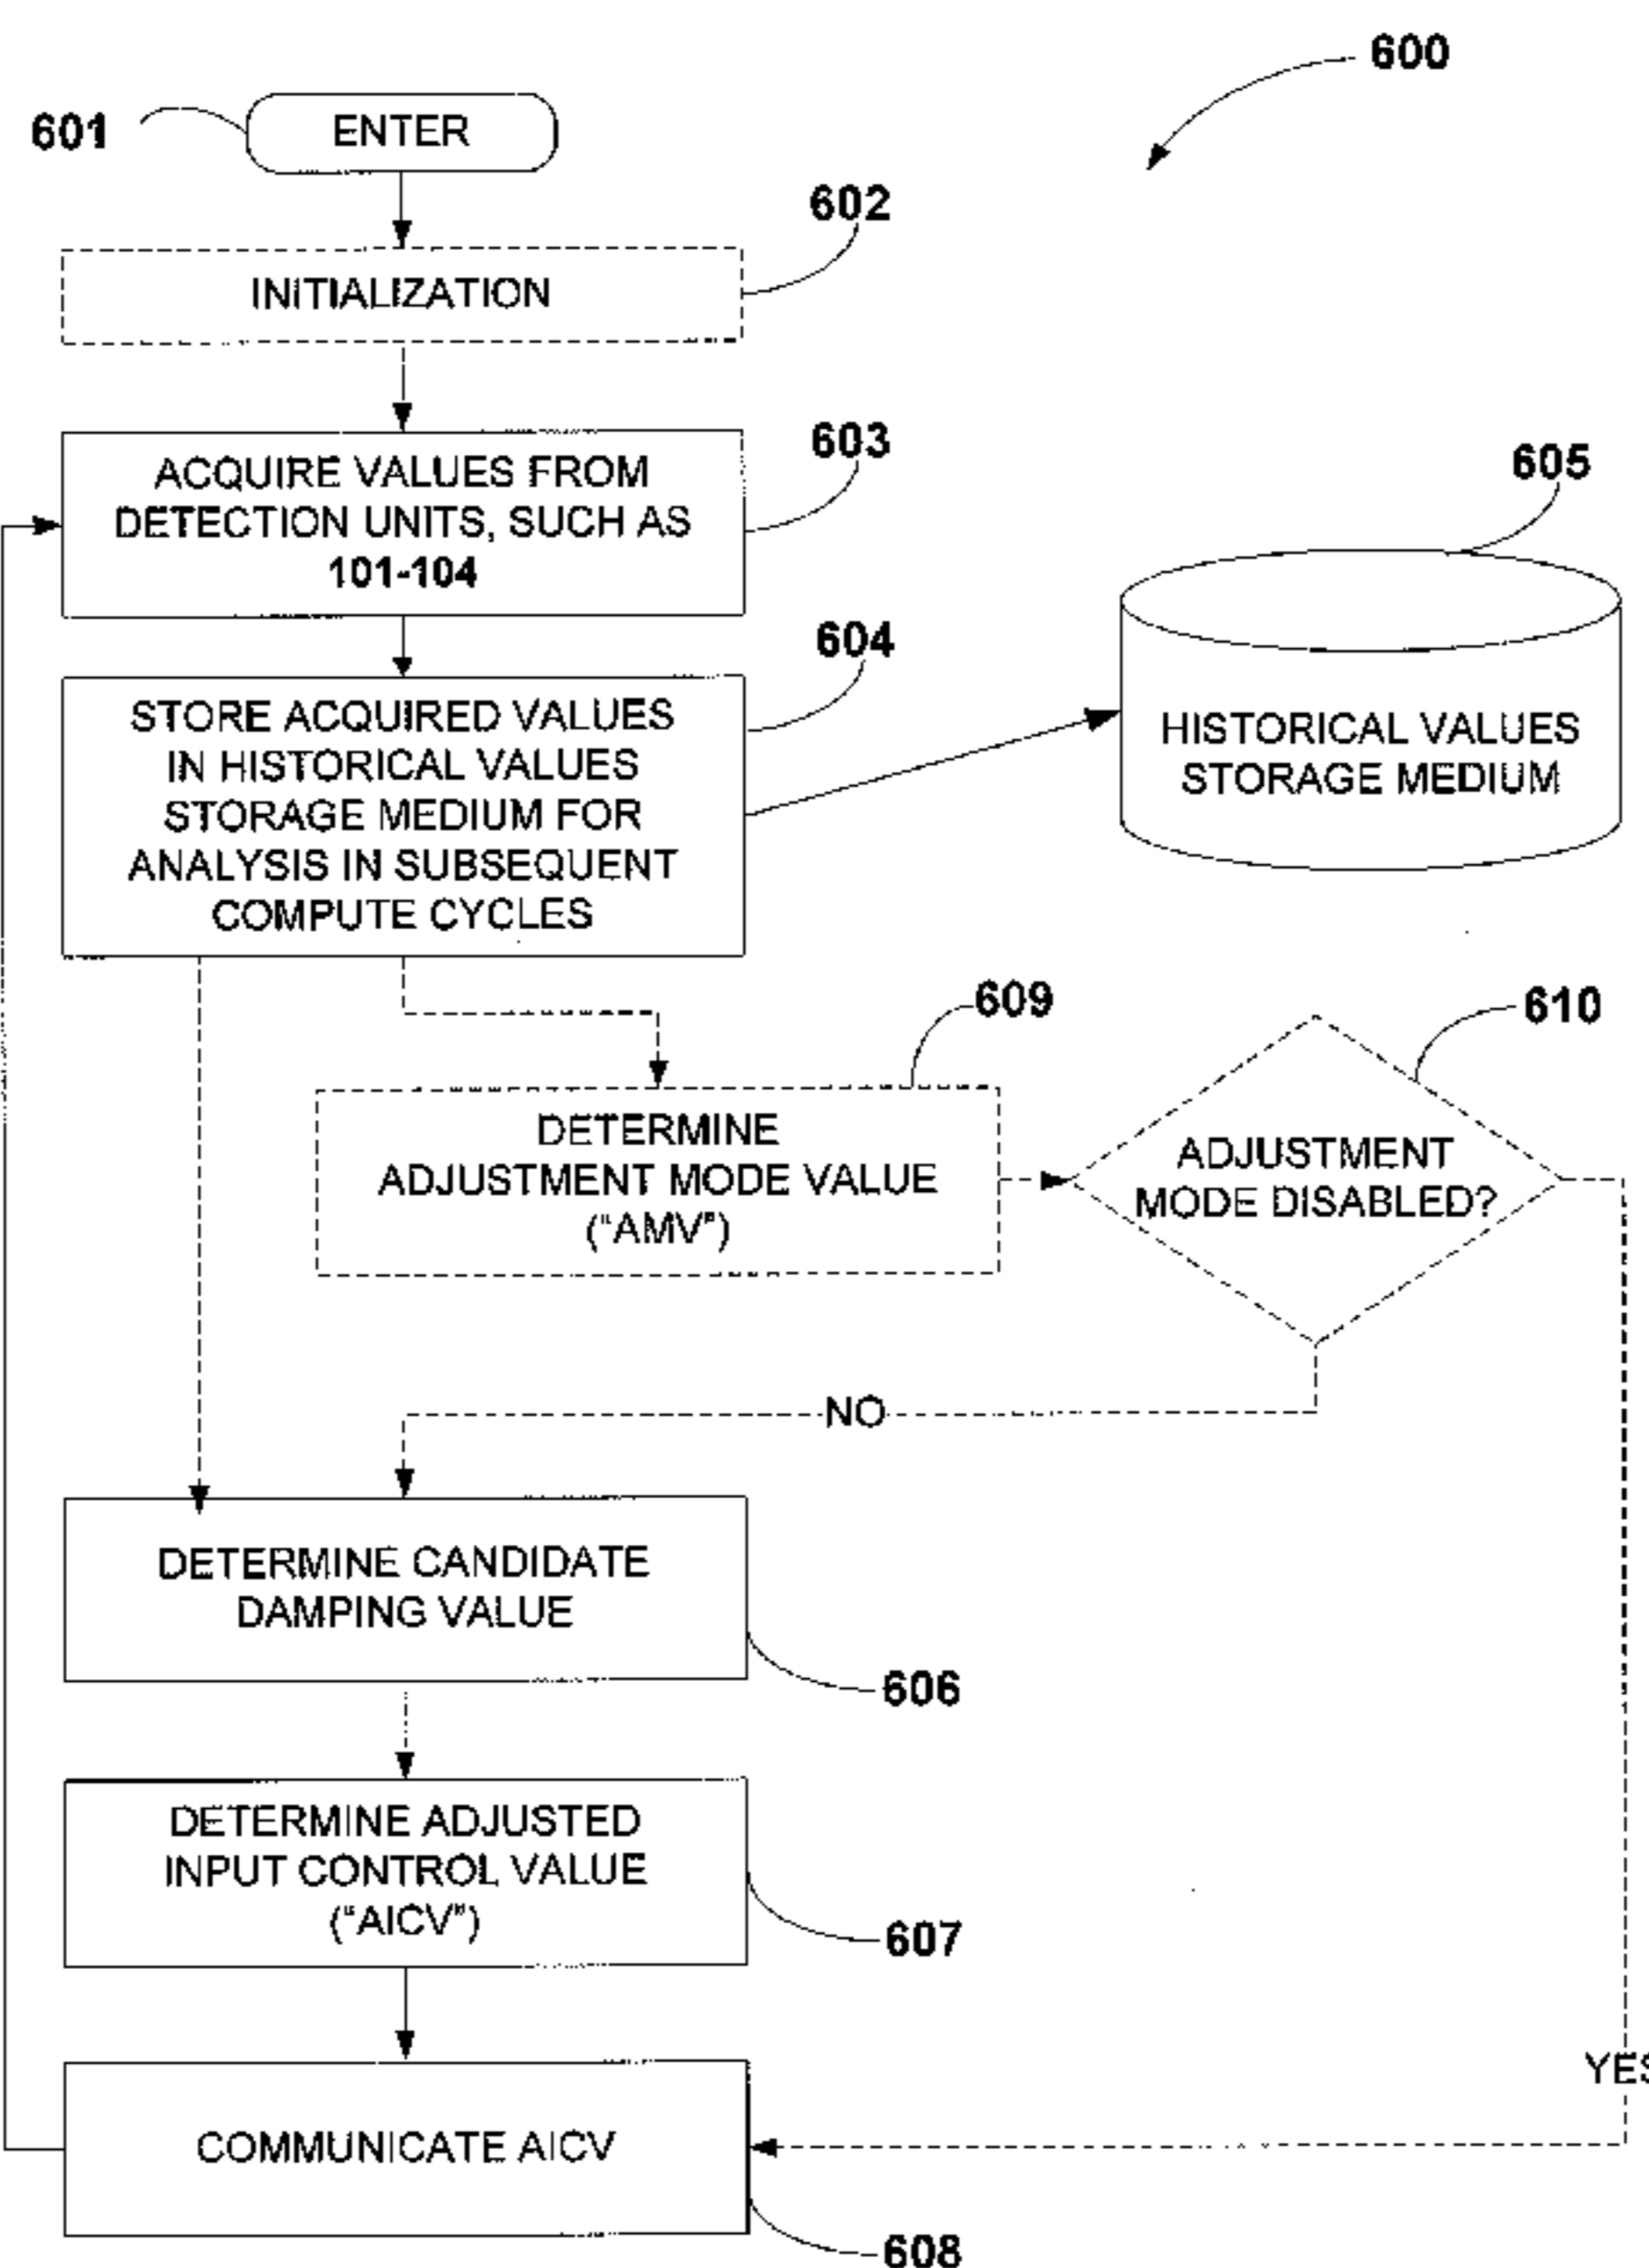 600
601
ENTER
602
INITIALIZATION
603
ACQUIRE VALUES FROM
DETECTION UNITS, SUCH AS
101-104
605
604
STORE ACQUIRED VALUES
IN HISTORICAL VALUES
STORAGE MEDIUM FOR
ANALYSIS IN SUBSEQUENT
COMPUTE CYCLES
HISTORICAL VALUES
STORAGE MEDIUM
609
610
DETERMINE
ADJUSTMENT MODE VALUE
("AMV")
ADJUSTMENT
MODE DISABLED?
NO
DETERMINE CANDIDATE
DAMPING VALUE
606
DETERMINE ADJUSTED
INPUT CONTROL VALUE
("AICV")
607
YES
COMMUNICATE AICV
608